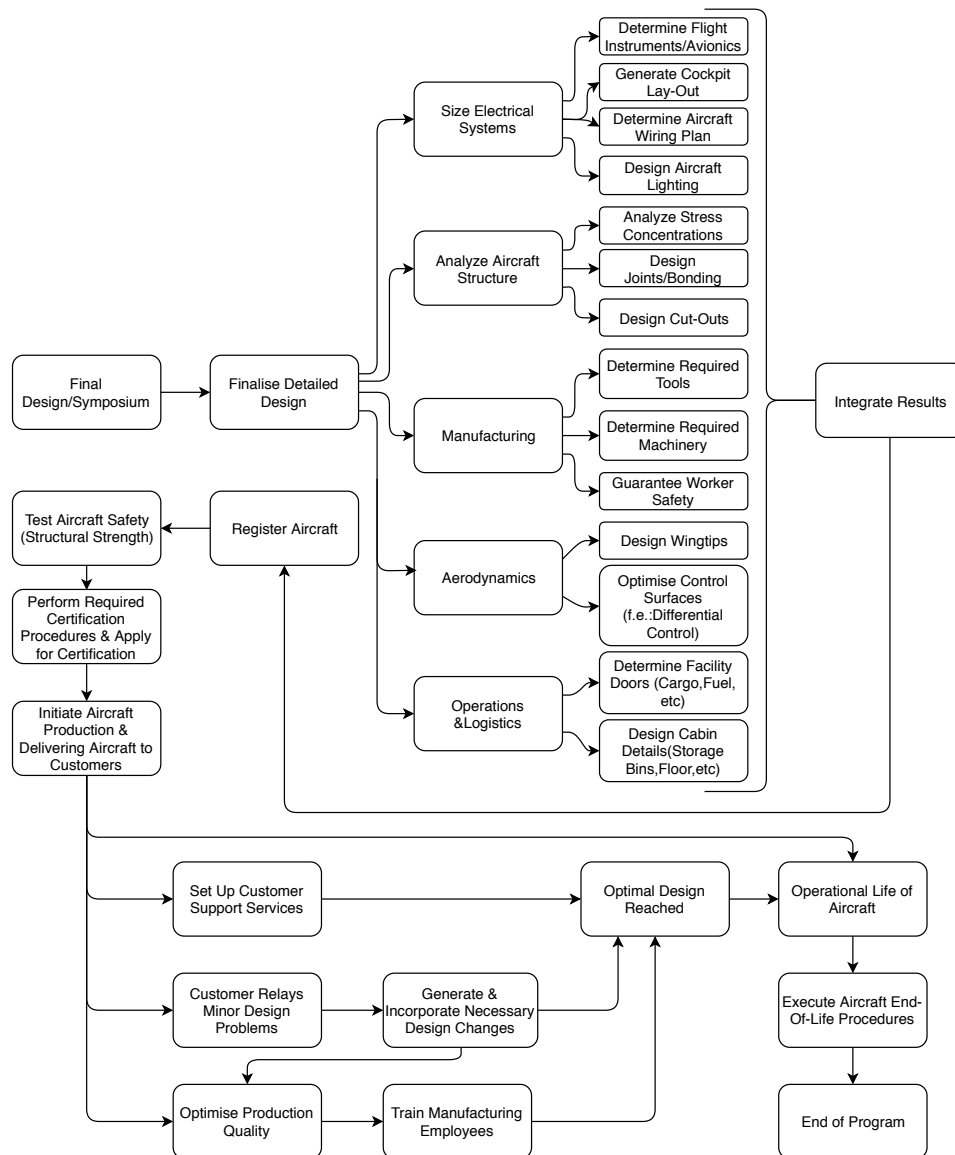 Determine Flight
Instruments/Avionics
Generate Cockpit
Lay-Out
Size Electrical
Systems
Determine Aircraft
Wiring Plan
Design Aircraft
Lighting
Analyze Stress
Concentrations
Analyze Aircraft
Structure
Design
Joints/Bonding
Design Cut-Outs
Final
Design/Symposium
Finalise Detailed
Design
Determine Required
Tools
Integrate Results
Manufacturing
Determine Required
Machinery
Guarantee Worker
Safety
Test Aircraft Safety
(Structural Strength)
Register Aircraft
Design Wingtips
Aerodynamics
Optimise Control
Surfaces
(f.e.:Differential
Control)
Perform Required
Certification
Procedures & Apply
for Certification
Determine Facility
Doors (Cargo,Fuel,
etc)
Operations
&Logistics
Initiate Aircraft
Production &
Delivering Aircraft to
Customers
Design Cabin
Details(Storage
Bins,Floor,etc)
Set Up Customer
Support Services
Optimal Design
Reached
Operational Life of
Aircraft
Customer Relays
Minor Design
Problems
Generate &
Incorporate Necessary
Design Changes
Execute Aircraft End-
Of-Life Procedures
Optimise Production
Quality
Train Manufacturing
Employees
End of Program